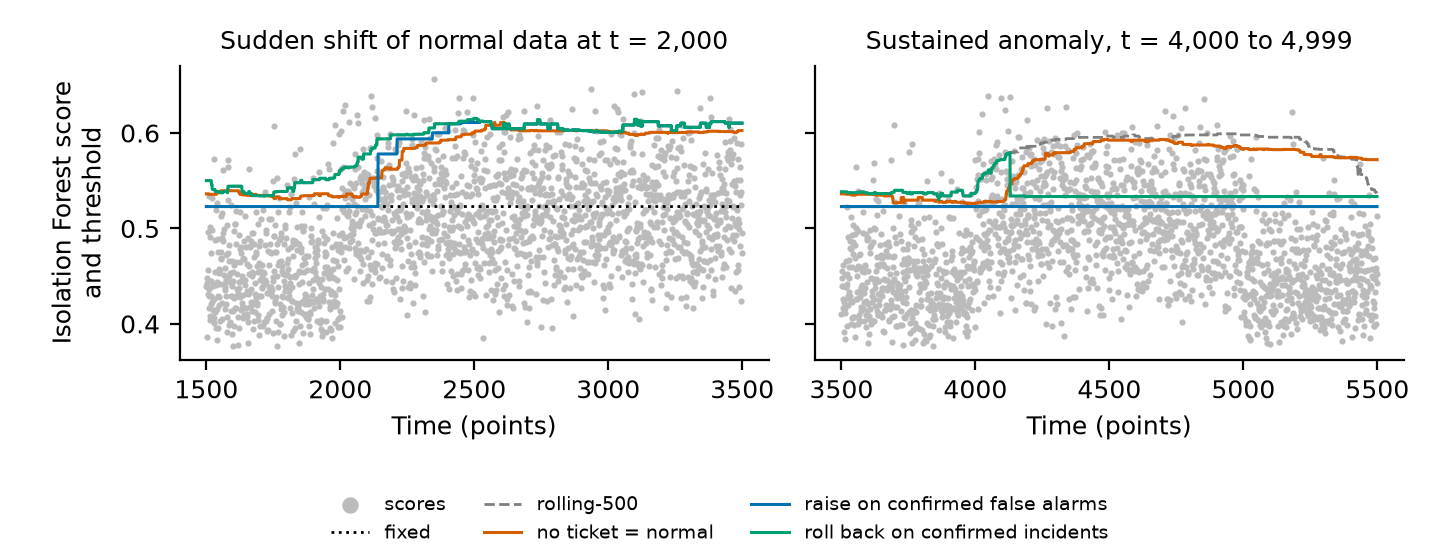 Sudden shift of normal data at t = 2,000
Sustained anomaly, t = 4,000 to 4,999
Isolation Forest score
and threshold
0.6
0.5
0.4
1500 2000 2500 3000 3500
3500 4000 4500 5000 5500
Time (points)
Time (points)
scores
fixed
rolling-500
no ticket = normal
raise on confirmed false alarms
roll back on confirmed incidents